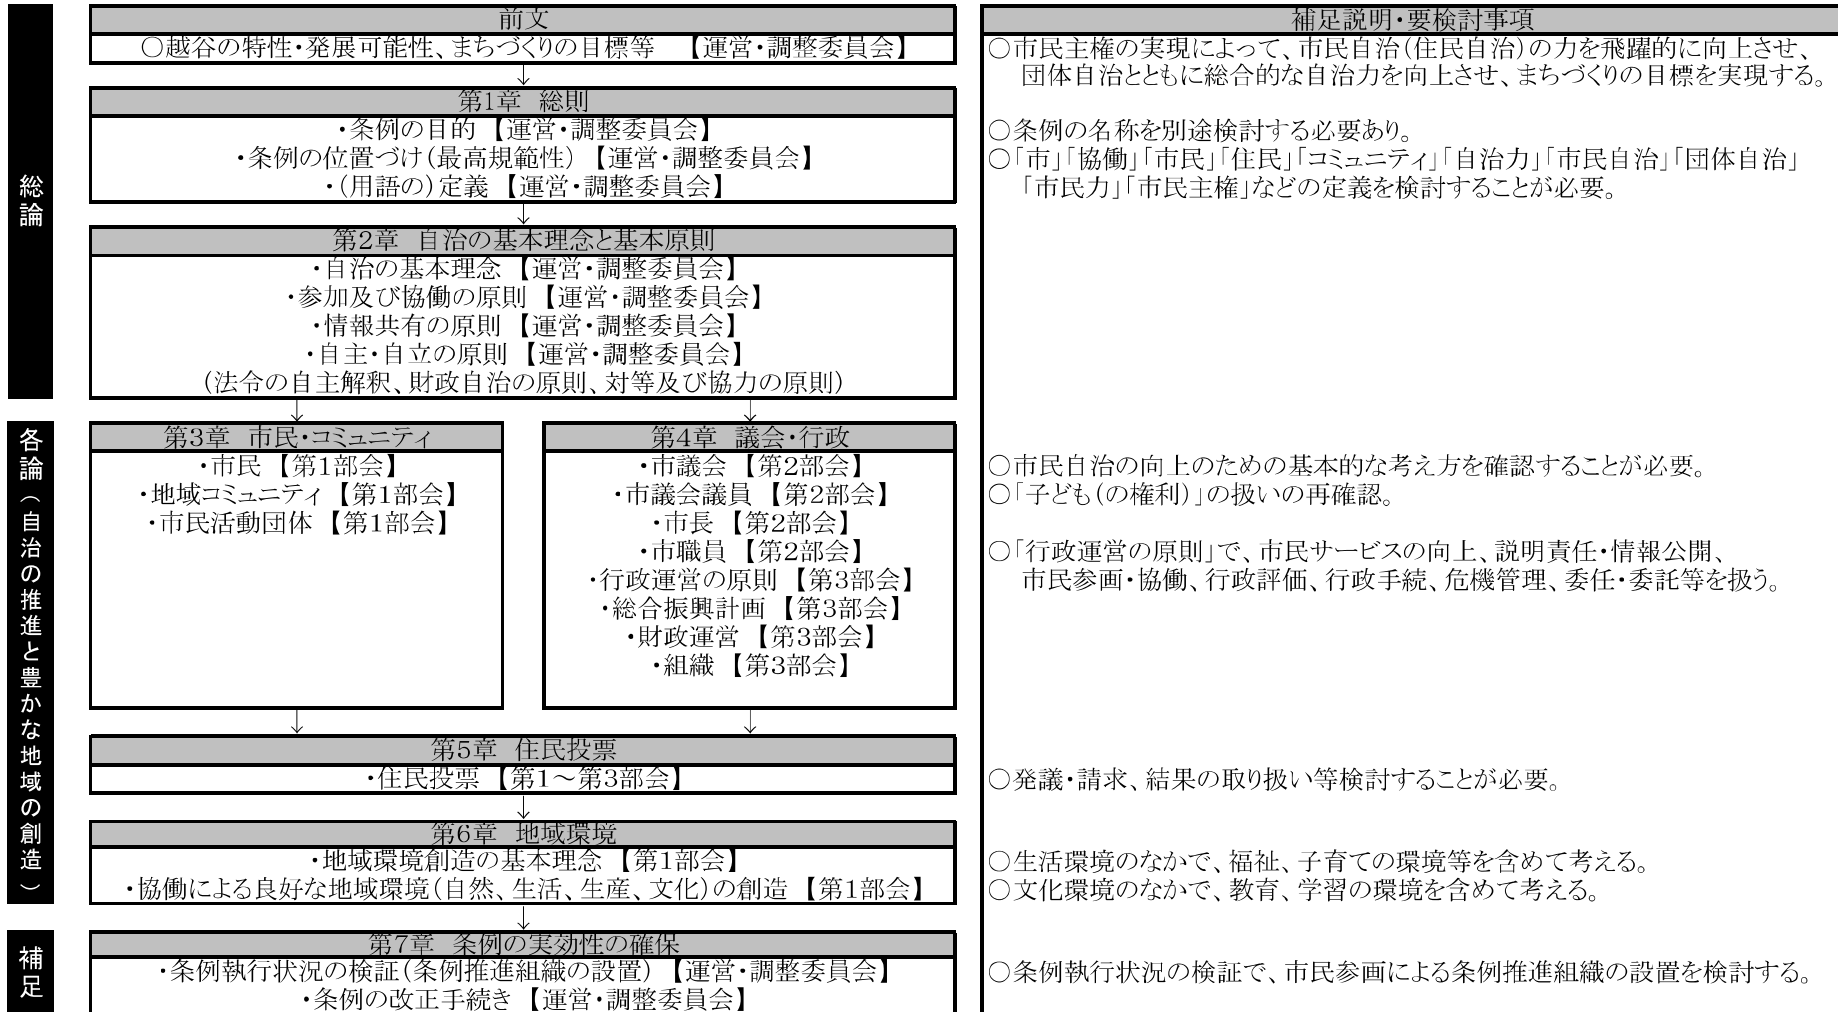 総論
前文
○越谷の特性・発展可能性、まちづくりの目標等　【運営・調整委員会】
第1章　総則
・条例の目的　【運営・調整委員会】
・条例の位置づけ（最高規範性）　【運営・調整委員会】
・（用語の）定義　【運営・調整委員会】
第2章　自治の基本理念と基本原則
・自治の基本理念　【運営・調整委員会】
・参加及び協働の原則　【運営・調整委員会】
・情報共有の原則　【運営・調整委員会】
・自主・自立の原則　【運営・調整委員会】
（法令の自主解釈、財政自治の原則、対等及び協力の原則）
各論（自治の推進と豊かな地域の創造）
第3章　市民・コミュニティ
・市民　【第1部会】
・地域コミュニティ　【第1部会】
・市民活動団体　【第1部会】
第4章　議会・行政
・市議会　【第2部会】
・市議会議員　【第2部会】
・市長　【第2部会】
・市職員　【第2部会】
・行政運営の原則　【第3部会】
・総合振興計画　【第3部会】
・財政運営　【第3部会】
・組織　【第3部会】
第5章　住民投票
・住民投票　【第1～第3部会】
第6章　地域環境
・地域環境創造の基本理念　【第1部会】
・協働による良好な地域環境（自然、生活、生産、文化）の創造　【第1部会】
補足
第7章　条例の実効性の確保
・条例執行状況の検証（条例推進組織の設置）　【運営・調整委員会】
・条例の改正手続き　【運営・調整委員会】
補足説明・要検討事項
○市民主権の実現によって、市民自治（住民自治）の力を飛躍的に向上させ、
団体自治とともに総合的な自治力を向上させ、まちづくりの目標を実現する。
○条例の名称を別途検討する必要あり。
○「市」「協働」「市民」「住民」「コミュニティ」「自治力」「市民自治」「団体自治」
「市民力」「市民主権」などの定義を検討することが必要。
○市民自治の向上のための基本的な考え方を確認することが必要。
○「子ども（の権利）」の扱いの再確認。
○「行政運営の原則」で、市民サービスの向上、説明責任・情報公開、
市民参画・協働、行政評価、行政手続、危機管理、委任・委託等を扱う。
○発議・請求、結果の取り扱い等検討することが必要。
○生活環境のなかで、福祉、子育ての環境等を含めて考える。
○文化環境のなかで、教育、学習の環境を含めて考える。
○条例執行状況の検証で、市民参画による条例推進組織の設置を検討する。